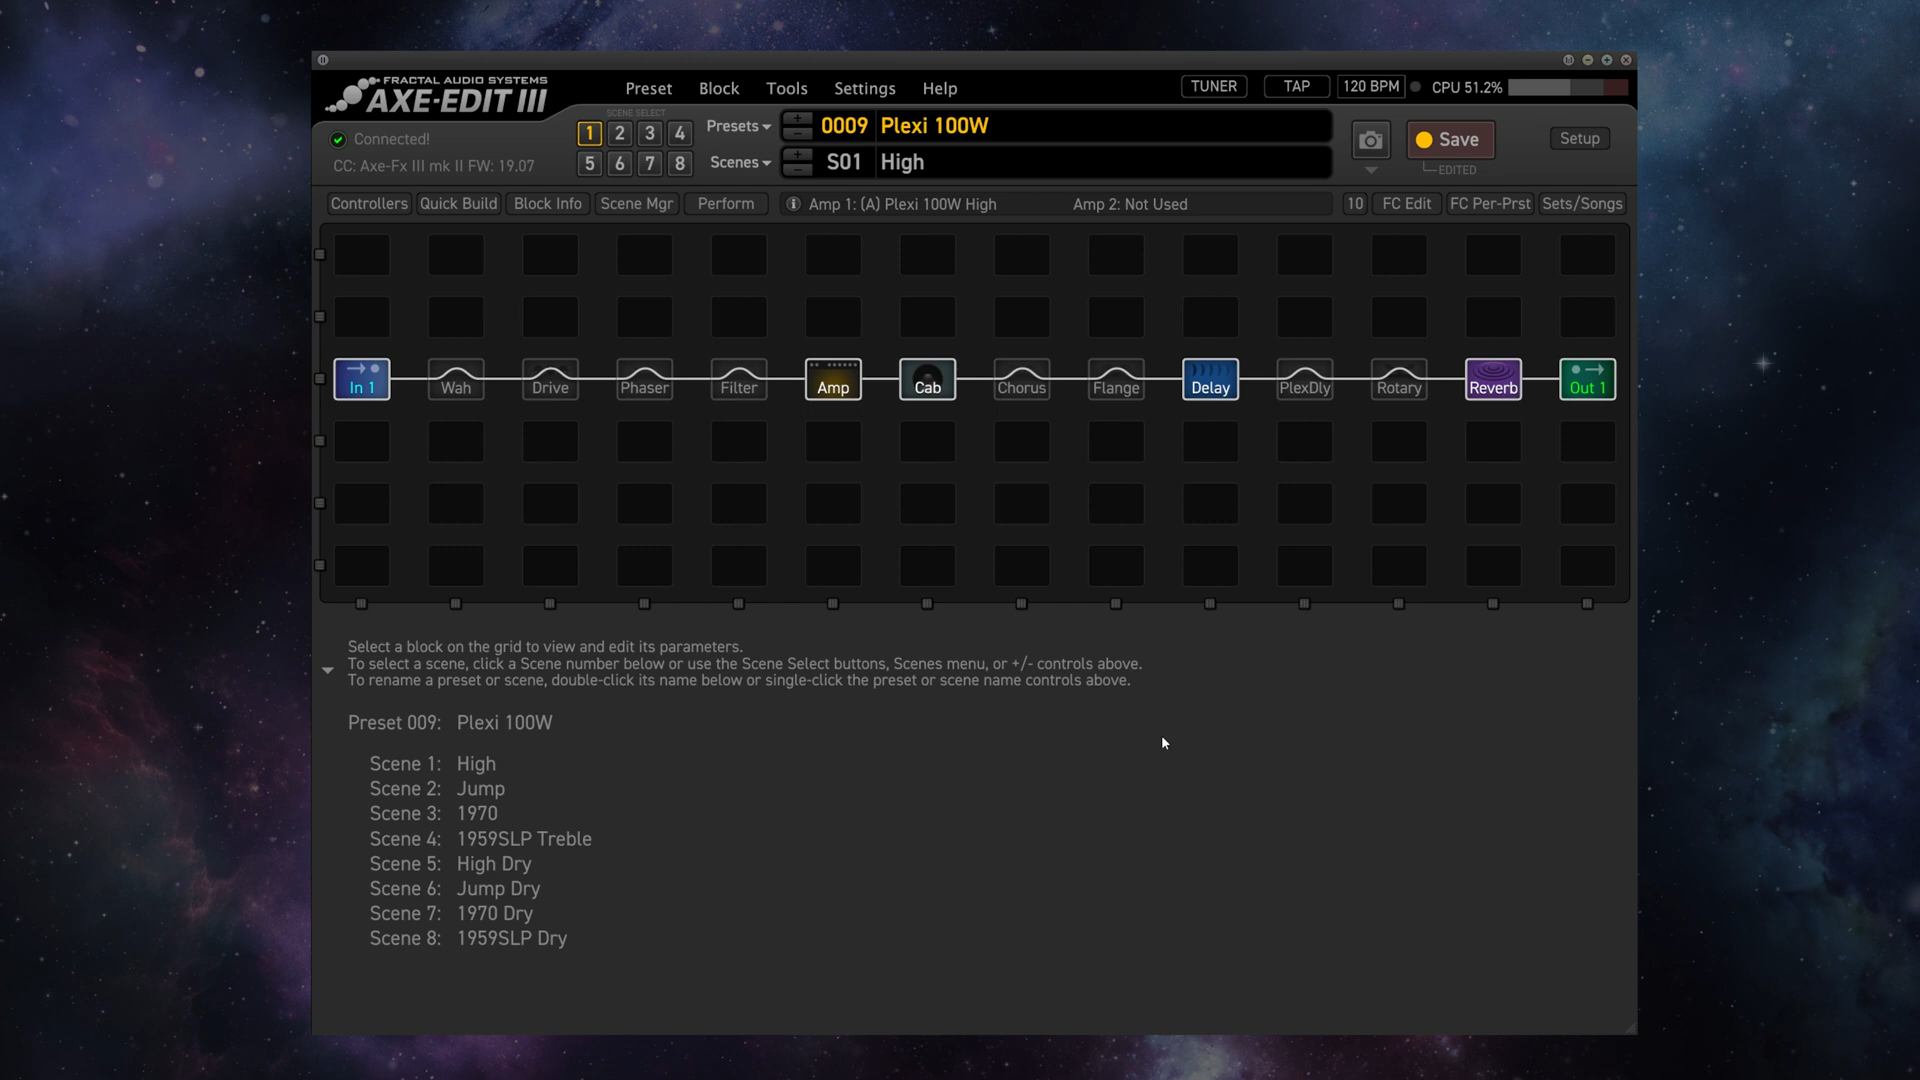 FRACTAL AUDIO SYSTEMS
AXE-EDIT III
Preset Block Tools Settings Help
TUNER TAP 120 BPM CPU 51.2%
SCENE SELECT
1 2 3 4
5 6 7 8
Presets 0009 Plexi 100W
Scenes S01 High
Connected!
CC: Axe-Fx III mk II FW: 19.07
Save
EDITED
Setup
Controllers Quick Build Block Info Scene Mgr Perform Amp 1: (A) Plexi 100W High Amp 2: Not Used 10 FC Edit FC Per-Prst Sets/Songs
In 1 Wah Drive Phaser Filter Amp Cab Chorus Flange Delay PlexDly Rotary Reverb Out 1
Select a block on the grid to view and edit its parameters.
To select a scene, click a Scene number below or use the Scene Select buttons, Scenes menu, or +/- controls above.
To rename a preset or scene, double-click its name below or single-click the preset or scene name controls above.
Preset 009: Plexi 100W
Scene 1: High
Scene 2: Jump
Scene 3: 1970
Scene 4: 1959SLP Treble
Scene 5: High Dry
Scene 6: Jump Dry
Scene 7: 1970 Dry
Scene 8: 1959SLP Dry